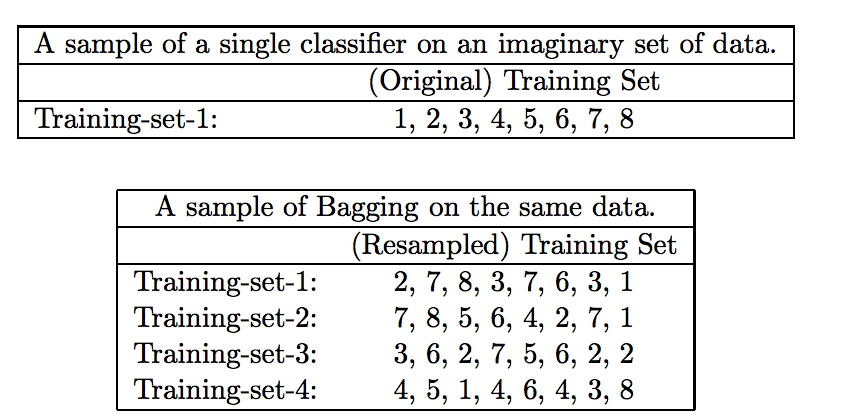 A sample of a single classifier on an imaginary set of data.
(Original) Training Set
Training-set-1: 1, 2, 3, 4, 5, 6, 7, 8
A sample of Bagging on the same data.
(Resampled) Training Set
Training-set-1: 2, 7, 8, 3, 7, 6, 3, 1
Training-set-2: 7, 8, 5, 6, 4, 2, 7, 1
Training-set-3: 3, 6, 2, 7, 5, 6, 2, 2
Training-set-4: 4, 5, 1, 4, 6, 4, 3, 8